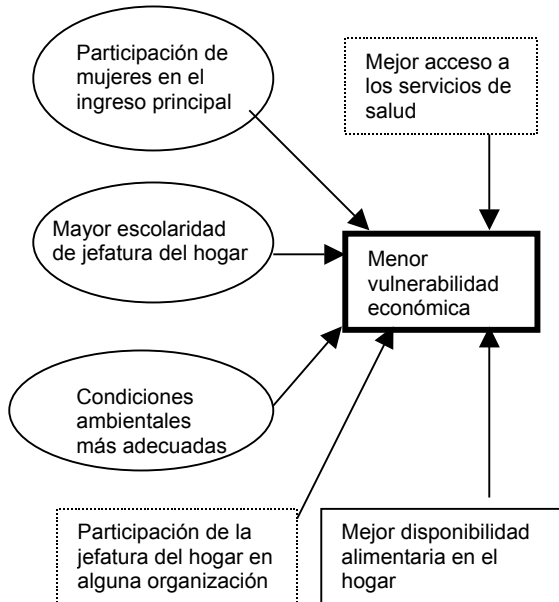 Participación de
mujeres en el
ingreso principal
Mejor acceso a
los servicios de
salud
Mayor escolaridad
de jefatura del hogar
Menor
vulnerabilidad
económica
Condiciones
ambientales
más adecuadas
Participación de la
jefatura del hogar en
alguna organización
Mejor disponibilidad
alimentaria en el
hogar